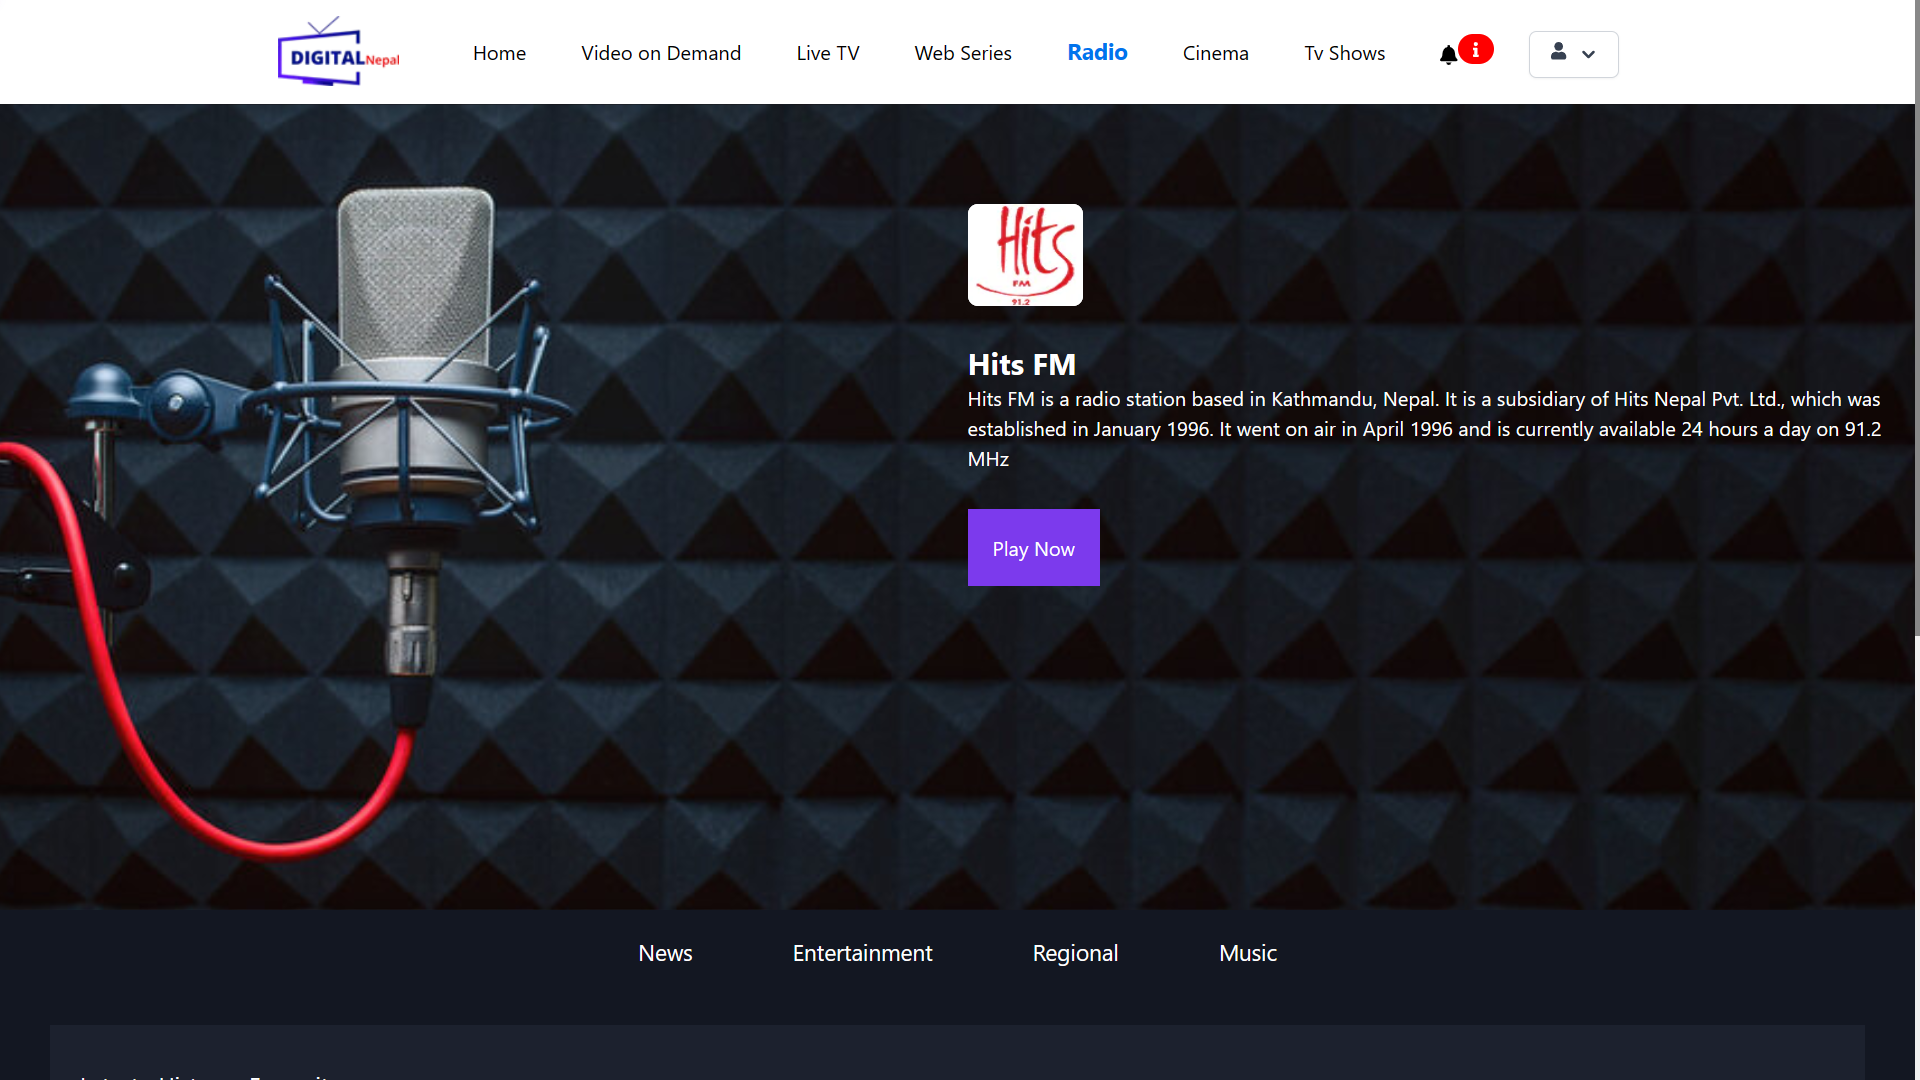 DIGITALNepal
Home
Video on Demand
Live TV
Web Series
Radio
Cinema
Tv Shows
Hits
FM
91.2
Hits FM
Hits FM is a radio station based in Kathmandu, Nepal. It is a subsidiary of Hits Nepal Pvt. Ltd., which was
established in January 1996. It went on air in April 1996 and is currently available 24 hours a day on 91.2
MHz
Play Now
News
Entertainment
Regional
Music